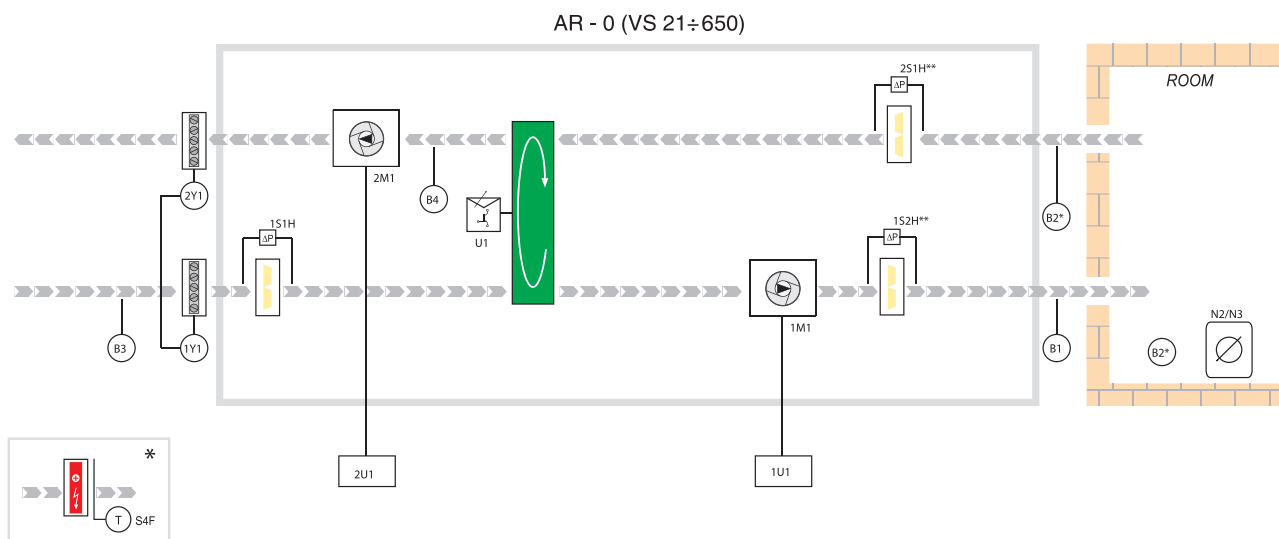 AR - 0 (VS 21÷650)
2S1H**
ΔP
ROOM
2M1
B4
2Y1
U1
B2*
1S1H
ΔP
1S2H**
ΔP
1M1
N2/N3
B3
1Y1
B1
B2*
2U1
1U1
*
T
S4F